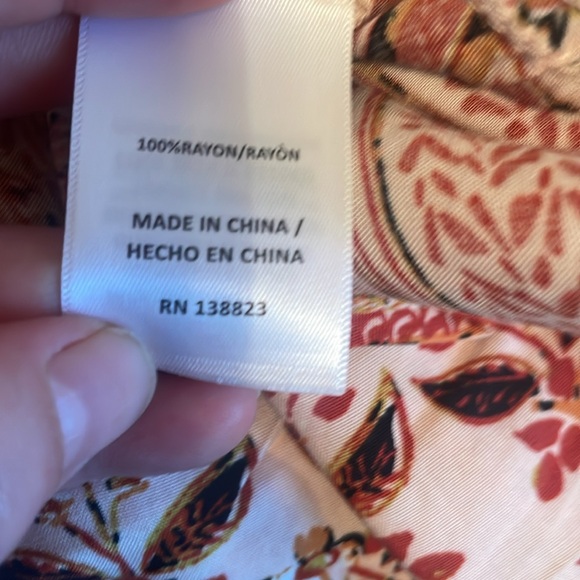 100%RAYON/RAYÓN
MADE IN CHINA /
HECHO EN CHINA
RN 138823